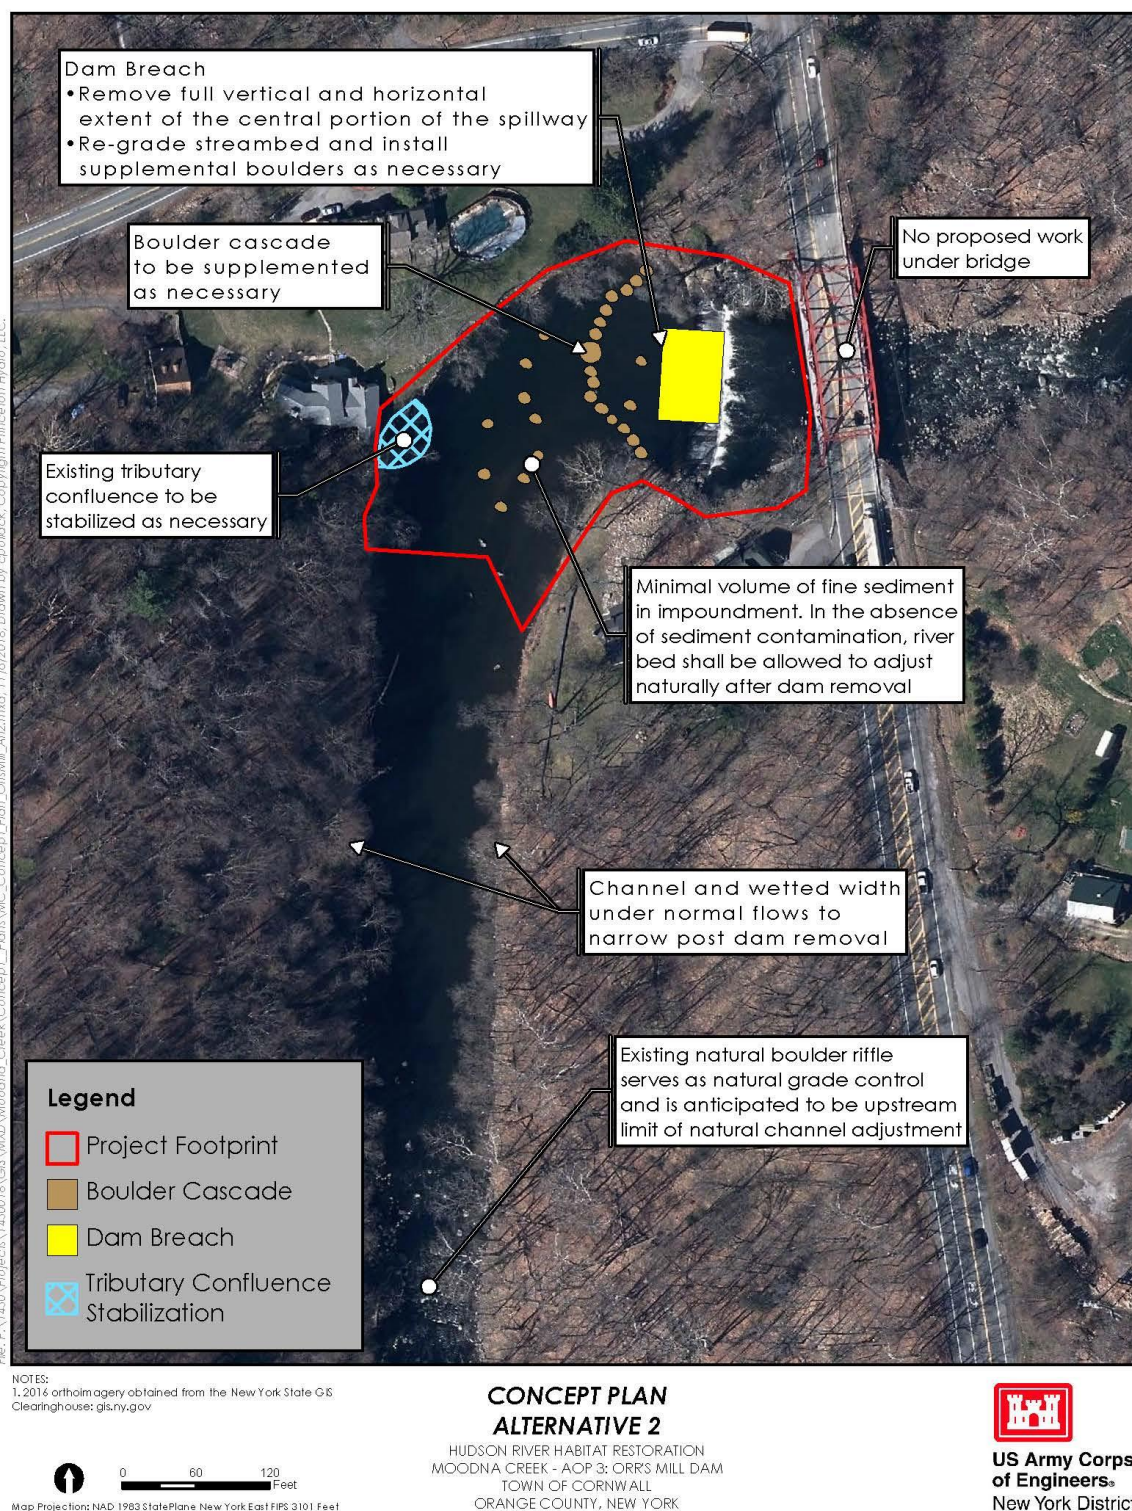 Dam Breach
•Remove full vertical and horizontal
extent of the central portion of the spillway
•Re-grade streambed and install
supplemental boulders as necessary
Boulder cascade
to be supplemented
as necessary
No proposed work
under bridge
Existing tributary
confluence to be
stabilized as necessary
Minimal volume of fine sediment
in impoundment. In the absence
of sediment contamination, river
bed shall be allowed to adjust
naturally after dam removal
Channel and wetted width
under normal flows to
narrow post dam removal
Existing natural boulder riffle
serves as natural grade control
and is anticipated to be upstream
limit of natural channel adjustment
Legend
Project Footprint
Boulder Cascade
Dam Breach
Tributary Confluence
Stabilization
NOTES:
1. 2016 orthoimagery obtained from the New York State GIS
Clearinghouse: gis.ny.gov
0 60 120
Feet
Map Projection: NAD 1983 StatePlane New York East FIPS 3101 Feet
CONCEPT PLAN
ALTERNATIVE 2
HUDSON RIVER HABITAT RESTORATION
MOODNA CREEK - AOP 3: ORR'S MILL DAM
TOWN OF CORNWALL
ORANGE COUNTY, NEW YORK
US Army Corps
of Engineers®
New York Distric